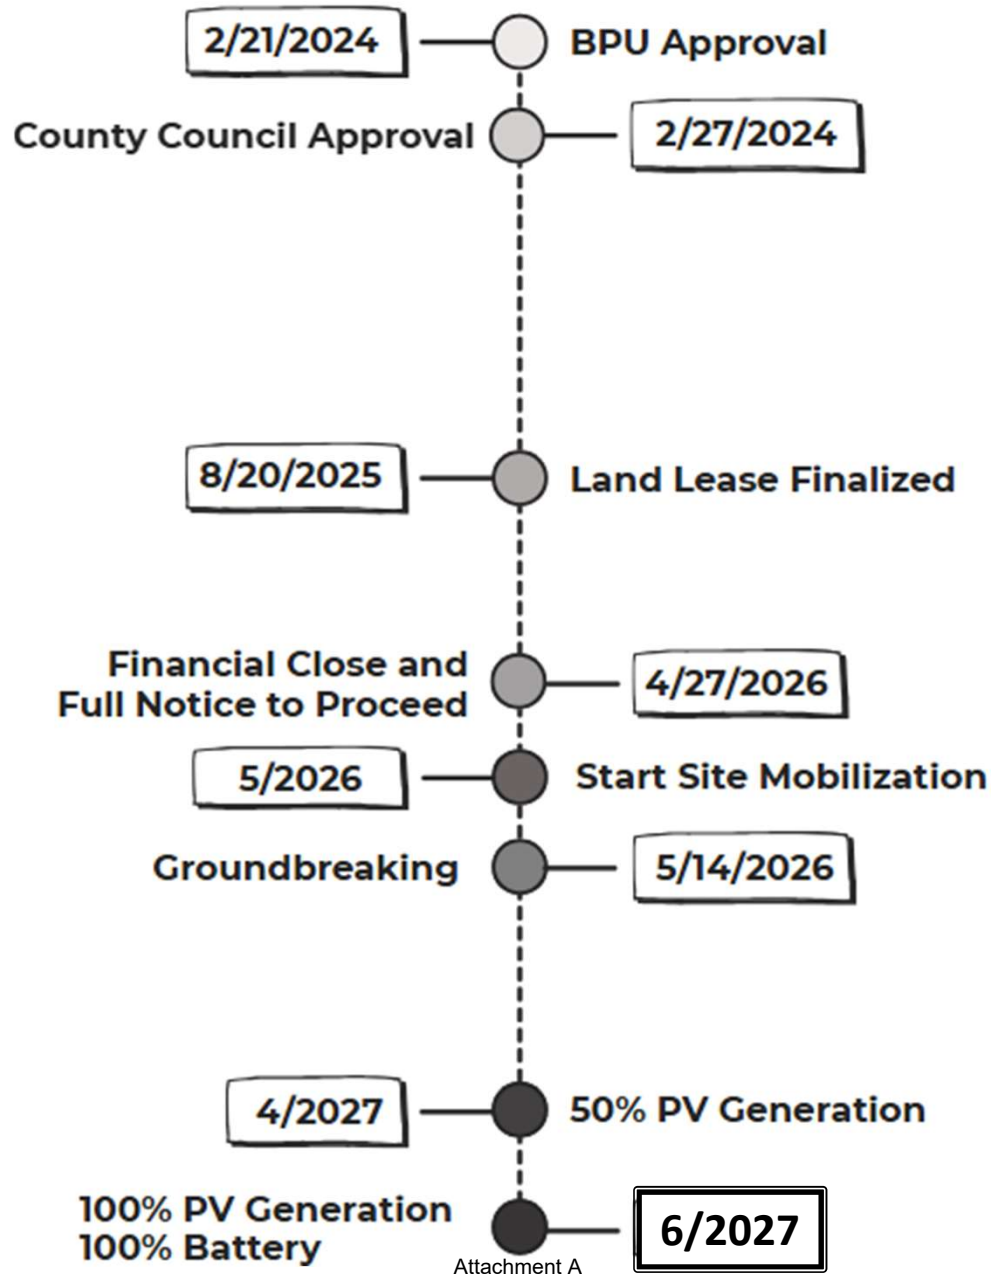 2/21/2024 BPU Approval
County Council Approval 2/27/2024
8/20/2025 Land Lease Finalized
Financial Close and
Full Notice to Proceed
4/27/2026
5/2026 Start Site Mobilization
Groundbreaking 5/14/2026
4/2027 50% PV Generation
100% PV Generation
100% Battery
6/2027
Attachment A